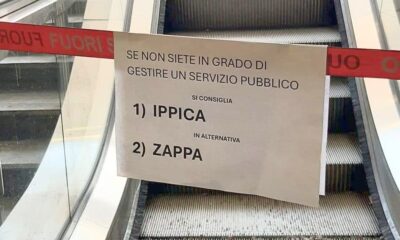 FUORI FUORI S UO O
SE NON SIETE IN GRADO DI
GESTIRE UN SERVIZIO PUBBLICO
SI CONSIGLIA
1) IPPICA
IN ALTERNATIVA
2) ZAPPA